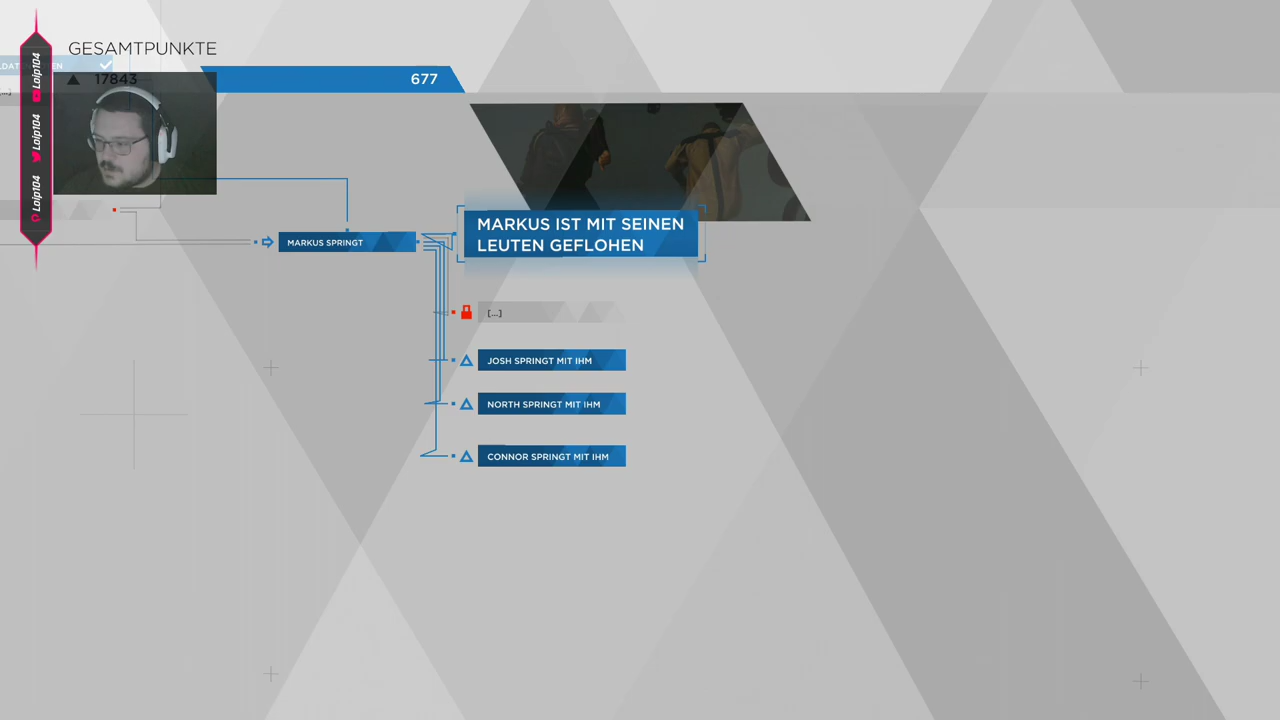 GESAMTPUNKTE
17843
677
Loip104
Loip104
Loip104
MARKUS SPRINGT
MARKUS IST MIT SEINEN
LEUTEN GEFLOHEN
[...]
JOSH SPRINGT MIT IHM
NORTH SPRINGT MIT IHM
CONNOR SPRINGT MIT IHM